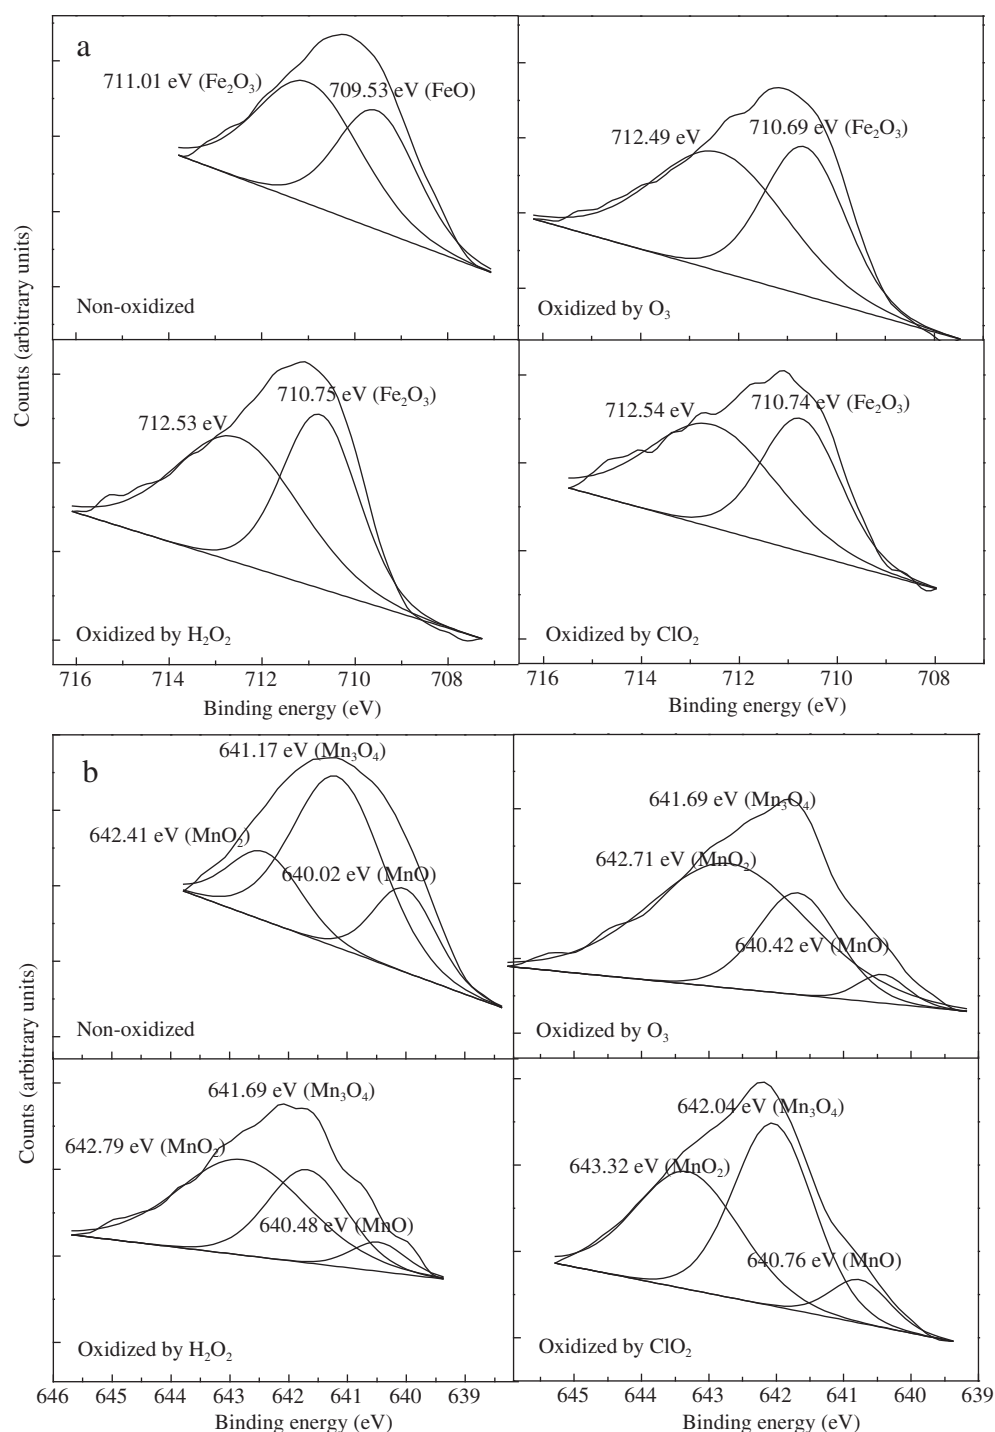 a
711.01 eV (Fe₂O₃)
709.53 eV (FeO)
Non-oxidized
712.49 eV
710.69 eV (Fe₂O₃)
Oxidized by O₃
Counts (arbitrary units)
712.53 eV
710.75 eV (Fe₂O₃)
Oxidized by H₂O₂
712.54 eV
710.74 eV (Fe₂O₃)
Oxidized by ClO₂
716 714 712 710 708
716 714 712 710 708
Binding energy (eV)
Binding energy (eV)
b
641.17 eV (Mn₃O₄)
642.41 eV (MnO₂)
640.02 eV (MnO)
Non-oxidized
641.69 eV (Mn₃O₄)
642.71 eV (MnO₂)
640.42 eV (MnO)
Oxidized by O₃
Counts (arbitrary units)
641.69 eV (Mn₃O₄)
642.79 eV (MnO₂)
640.48 eV (MnO)
Oxidized by H₂O₂
642.04 eV (Mn₃O₄)
643.32 eV (MnO₂)
640.76 eV (MnO)
Oxidized by ClO₂
646 645 644 643 642 641 640 639
645 644 643 642 641 640 639
Binding energy (eV)
Binding energy (eV)